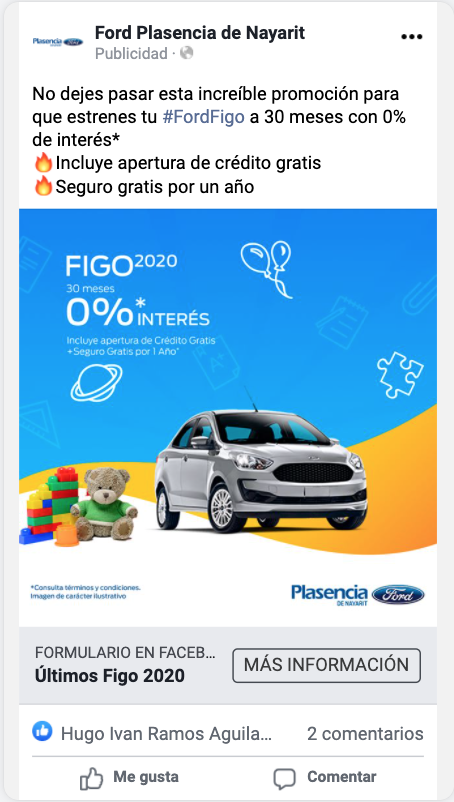 Ford Plasencia de Nayarit
Plasencia Ford
Publicidad ·
No dejes pasar esta increíble promoción para
que estrenes tu #FordFigo a 30 meses con 0%
de interés*
🔥Incluye apertura de crédito gratis
🔥Seguro gratis por un año
FIGO 2020
30 meses
0%* INTERÉS
Incluye apertura de Crédito Gratis
+Seguro Gratis por 1 Año*
A+
*Consulta términos y condiciones.
Imagen de carácter ilustrativo
Plasencia Ford
DE NAYARIT
FORMULARIO EN FACEB...
Últimos Figo 2020
MÁS INFORMACIÓN
Hugo Ivan Ramos Aguila... 2 comentarios
Me gusta Comentar